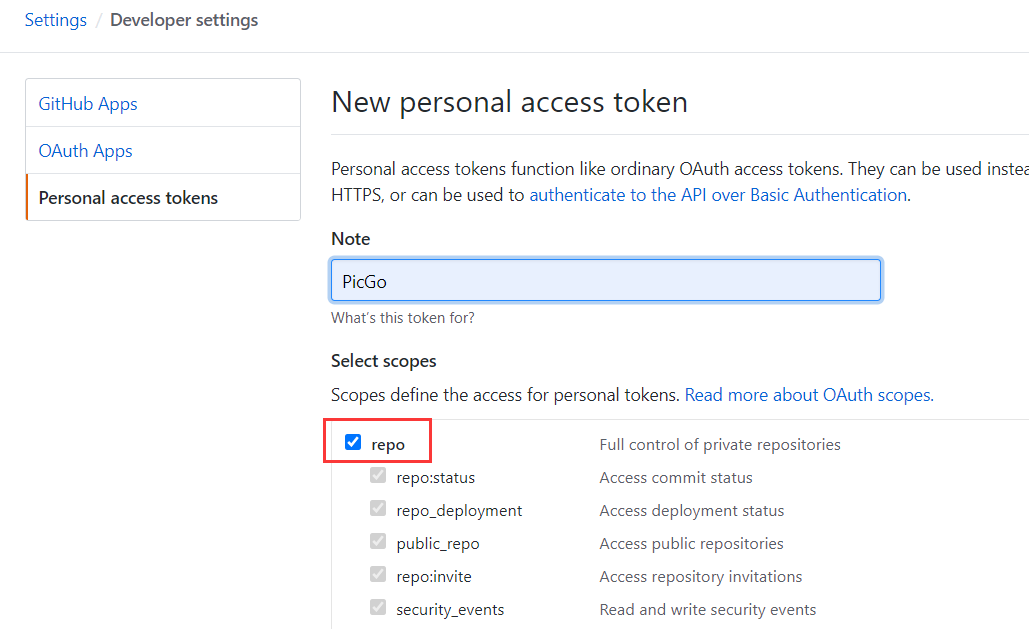 Settings / Developer settings
GitHub Apps
OAuth Apps
Personal access tokens
New personal access token
Personal access tokens function like ordinary OAuth access tokens. They can be used
HTTPS, or can be used to authenticate to the API over Basic Authentication.
Note
PicGo
What's this token for?
Select scopes
Scopes define the access for personal tokens. Read more about OAuth scopes.
repo Full control of private repositories
repo:status Access commit status
repo_deployment Access deployment status
public_repo Access public repositories
repo:invite Access repository invitations
security_events Read and write security events